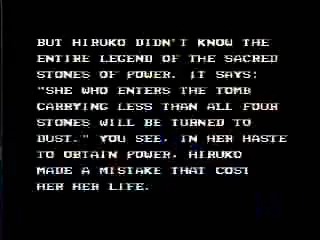 BUT HIRUKO DIDN'T KNOW THE
ENTIRE LEGEND OF THE SACRED
STONES OF POWER. IT SAYS:
"SHE WHO ENTERS THE TOMB
CARRYING LESS THAN ALL FOUR
STONES WILL BE TURNED TO
DUST." YOU SEE, IN HER HASTE
TO OBTAIN POWER, HIRUKO
MADE A MISTAKE THAT COST
HER HER LIFE.